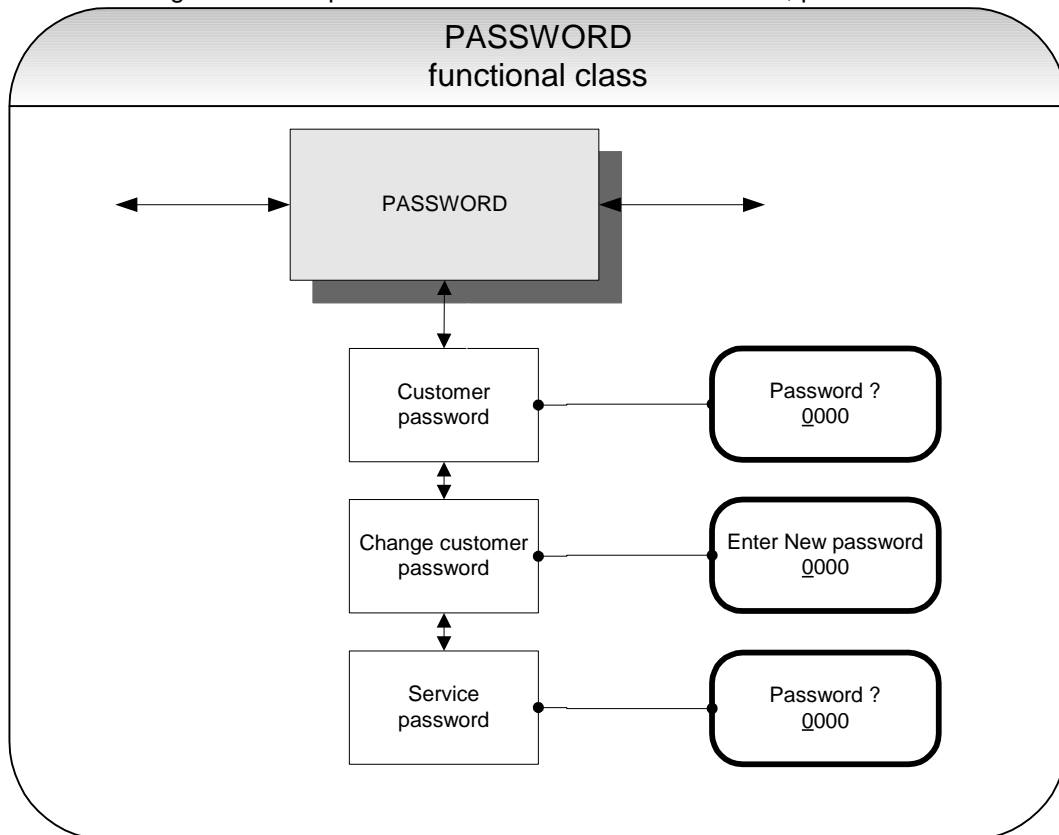 PASSWORD
functional class
PASSWORD
Customer
password
Password ?
0000
Change customer
password
Enter New password
0000
Service
password
Password ?
0000